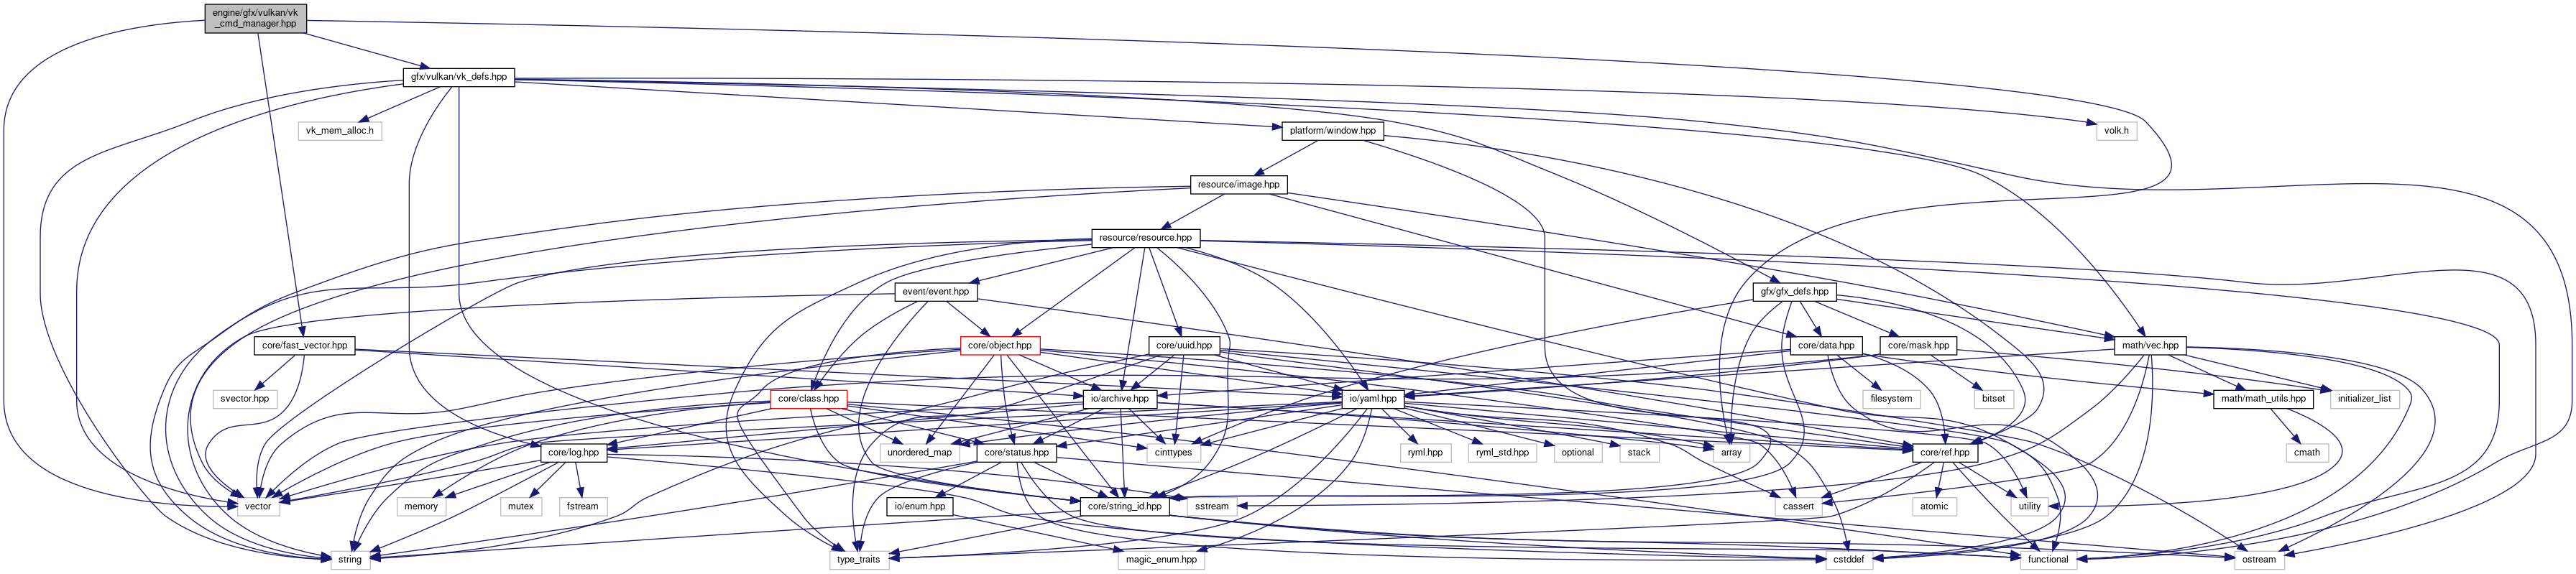 engine/gfx/vulkan/vk
_cmd_manager.hpp
gfx/vulkan/vk_defs.hpp
vk_mem_alloc.h
platform/window.hpp
volk.h
resource/image.hpp
resource/resource.hpp
event/event.hpp
gfx/gfx_defs.hpp
core/fast_vector.hpp
core/object.hpp
core/uuid.hpp
core/data.hpp
core/mask.hpp
math/vec.hpp
svector.hpp
core/class.hpp
io/archive.hpp
io/yaml.hpp
filesystem
bitset
math/math_utils.hpp
initializer_list
core/log.hpp
unordered_map
core/status.hpp
cinttypes
ryml.hpp
ryml_std.hpp
optional
stack
array
core/ref.hpp
cmath
vector
memory
mutex
fstream
io/enum.hpp
core/string_id.hpp
sstream
cassert
atomic
utility
string
type_traits
magic_enum.hpp
cstddef
functional
ostream